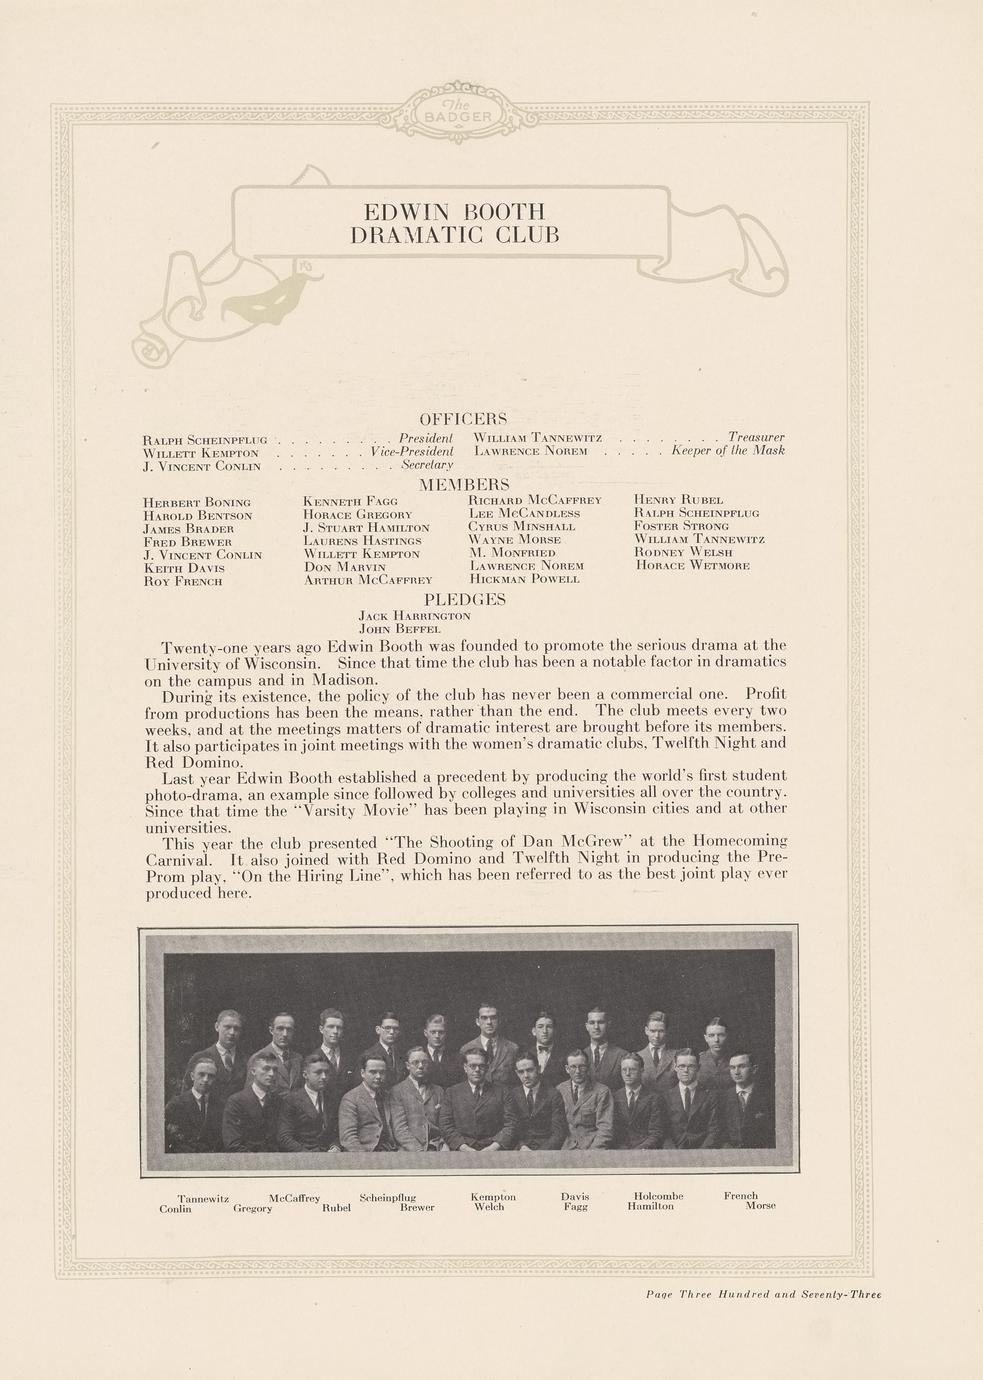 The
BADGER
EDWIN BOOTH
DRAMATIC CLUB
OFFICERS
Ralph Scheinpflug . . . . . . . . . President
Willett Kempton . . . . . . . Vice-President
J. Vincent Conlin . . . . . . . . . Secretary
William Tannewitz . . . . . . . . Treasurer
Lawrence Norem . . . . . Keeper of the Mask
MEMBERS
Herbert Boning
Harold Bentson
James Brader
Fred Brewer
J. Vincent Conlin
Keith Davis
Roy French
Kenneth Fagg
Horace Gregory
J. Stuart Hamilton
Laurens Hastings
Willett Kempton
Don Marvin
Arthur McCaffrey
Richard McCaffrey
Lee McCandless
Cyrus Minshall
Wayne Morse
M. Monfried
Lawrence Norem
Hickman Powell
Henry Rubel
Ralph Scheinpflug
Foster Strong
William Tannewitz
Rodney Welsh
Horace Wetmore
PLEDGES
Jack Harrington
John Beffel
Twenty-one years ago Edwin Booth was founded to promote the serious drama at the
University of Wisconsin. Since that time the club has been a notable factor in dramatics
on the campus and in Madison.
During its existence, the policy of the club has never been a commercial one. Profit
from productions has been the means, rather than the end. The club meets every two
weeks, and at the meetings matters of dramatic interest are brought before its members.
It also participates in joint meetings with the women's dramatic clubs, Twelfth Night and
Red Domino.
Last year Edwin Booth established a precedent by producing the world's first student
photo-drama, an example since followed by colleges and universities all over the country.
Since that time the "Varsity Movie" has been playing in Wisconsin cities and at other
universities.
This year the club presented "The Shooting of Dan McGrew" at the Homecoming
Carnival. It also joined with Red Domino and Twelfth Night in producing the Pre-
Prom play, "On the Hiring Line", which has been referred to as the best joint play ever
produced here.
Tannewitz McCaffrey Scheinpflug Kempton Davis Holcombe French
Conlin Gregory Rubel Brewer Welch Fagg Hamilton Morse
Page Three Hundred and Seventy-Three